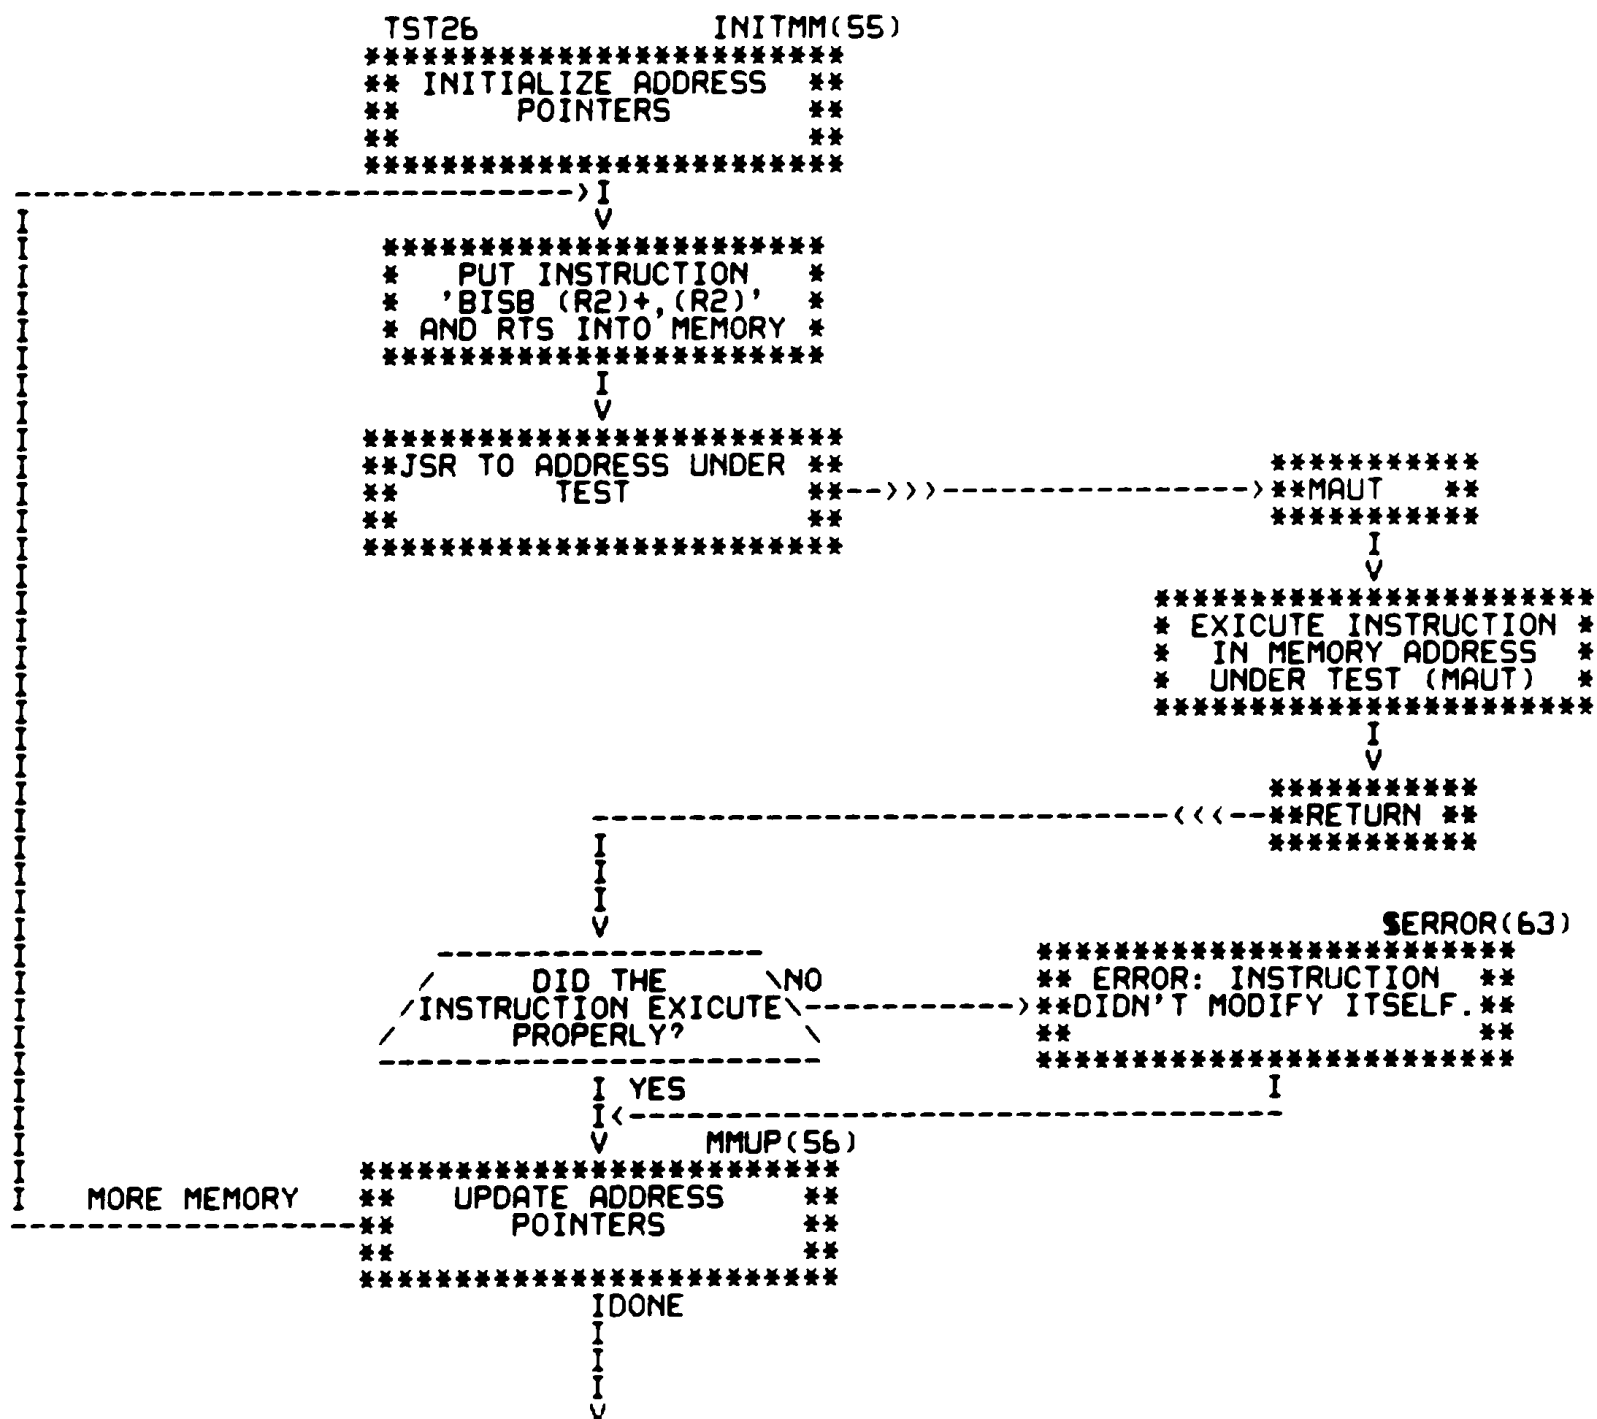 TST26 INITMM(55)
INITIALIZE ADDRESS
POINTERS
PUT INSTRUCTION
'BISB (R2)+,(R2)'
AND RTS INTO MEMORY
JSR TO ADDRESS UNDER
TEST
MAUT
EXICUTE INSTRUCTION
IN MEMORY ADDRESS
UNDER TEST (MAUT)
RETURN
DID THE
INSTRUCTION EXICUTE
PROPERLY?
NO
$ERROR(63)
ERROR: INSTRUCTION
DIDN'T MODIFY ITSELF.
YES
MMUP(56)
MORE MEMORY
UPDATE ADDRESS
POINTERS
DONE